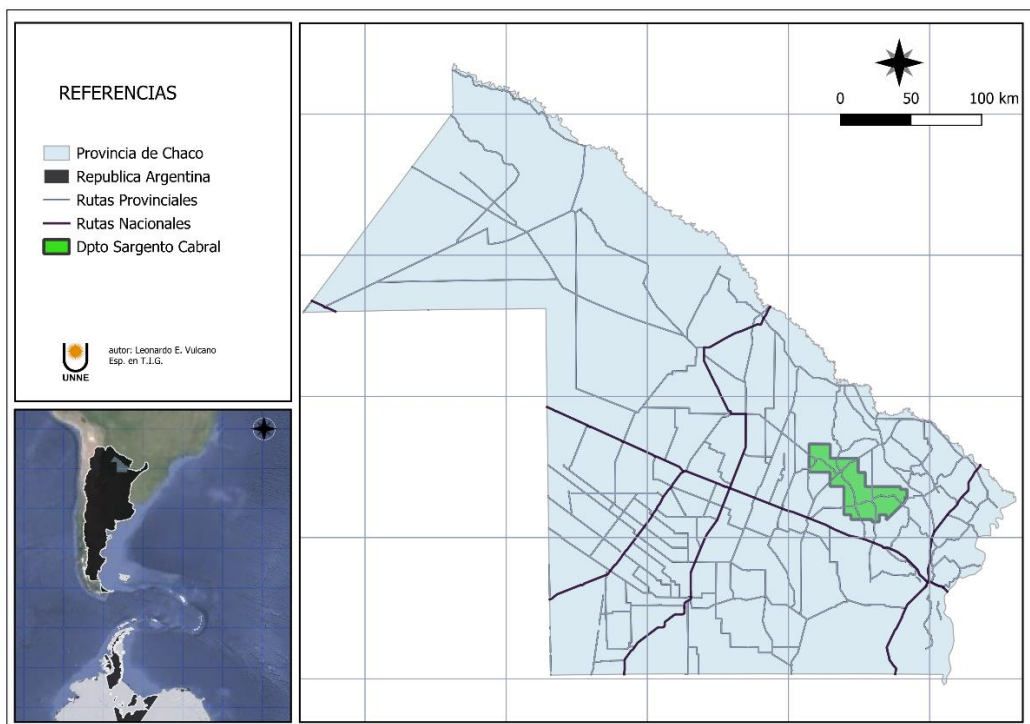 REFERENCIAS
Provincia de Chaco
Republica Argentina
Rutas Provinciales
Rutas Nacionales
Dpto Sargento Cabral
UNNE
autor: Leonardo E. Vulcano
Esp. en T.I.G.
0 50 100 km